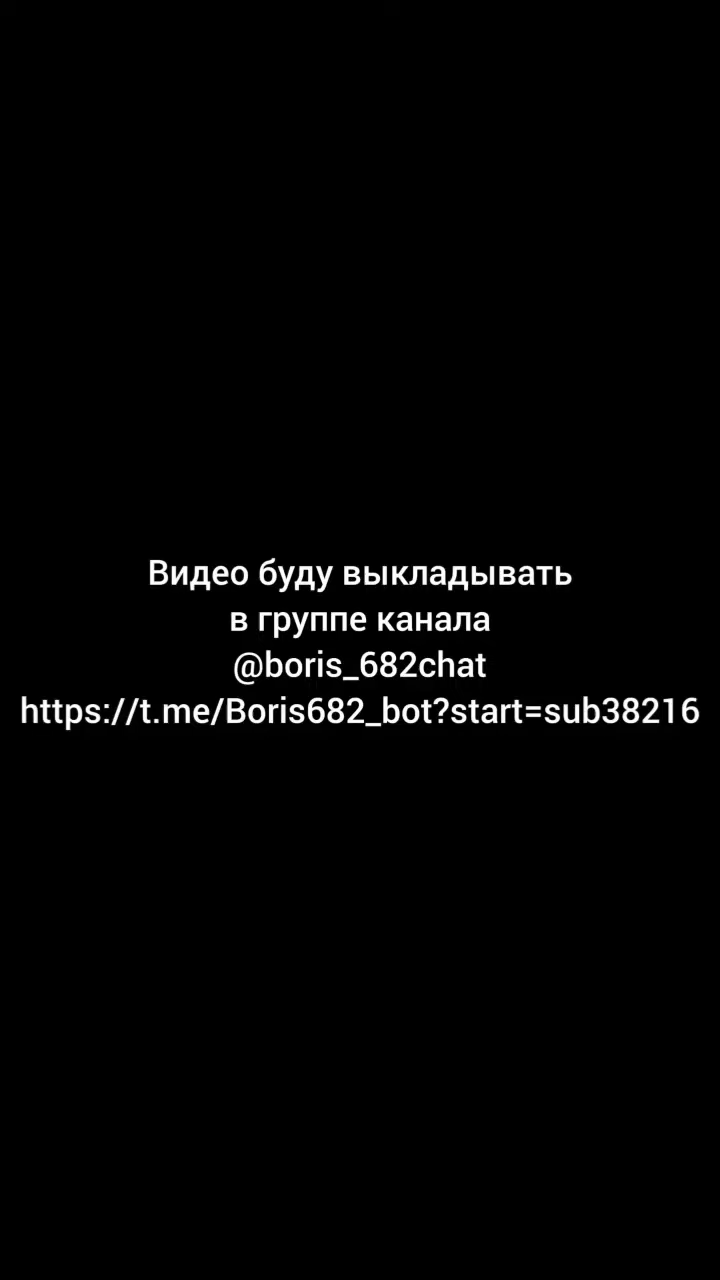 Видео буду выкладывать
в группе канала
@boris_682chat
https://t.me/Boris682_bot?start=sub38216